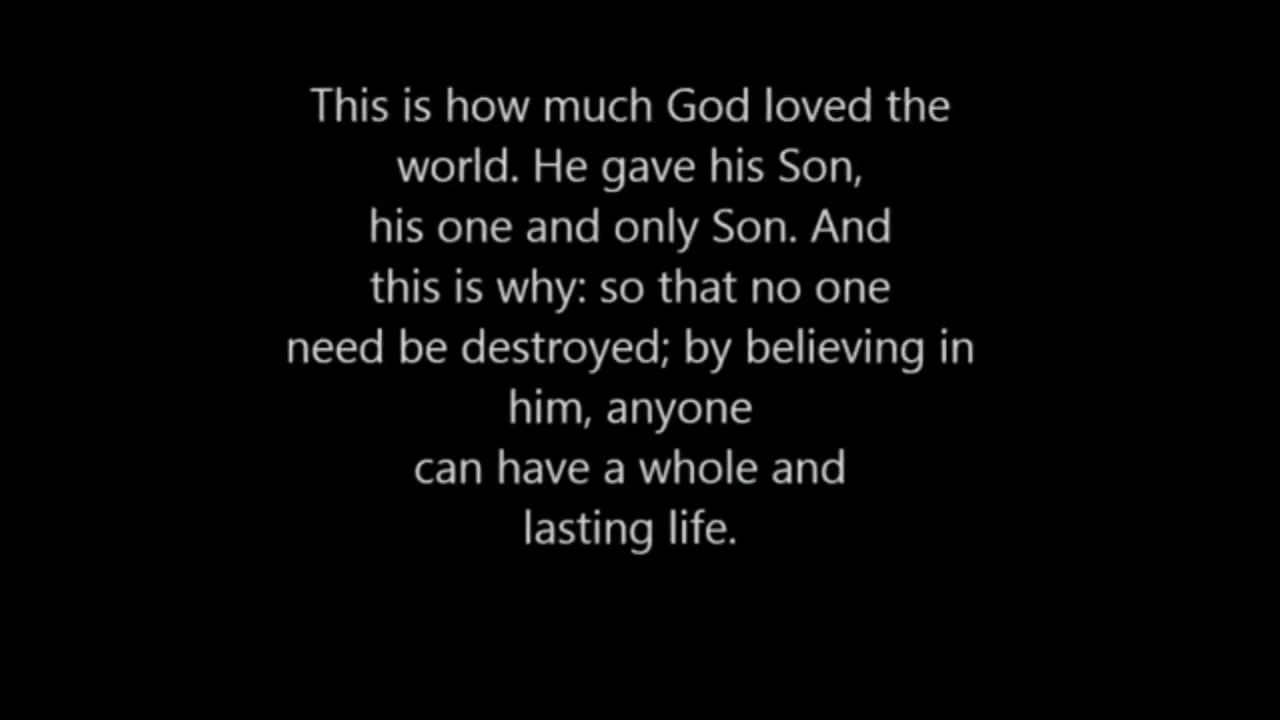 This is how much God loved the
world. He gave his Son,
his one and only Son. And
this is why: so that no one
need be destroyed; by believing in
him, anyone
can have a whole and
lasting life.